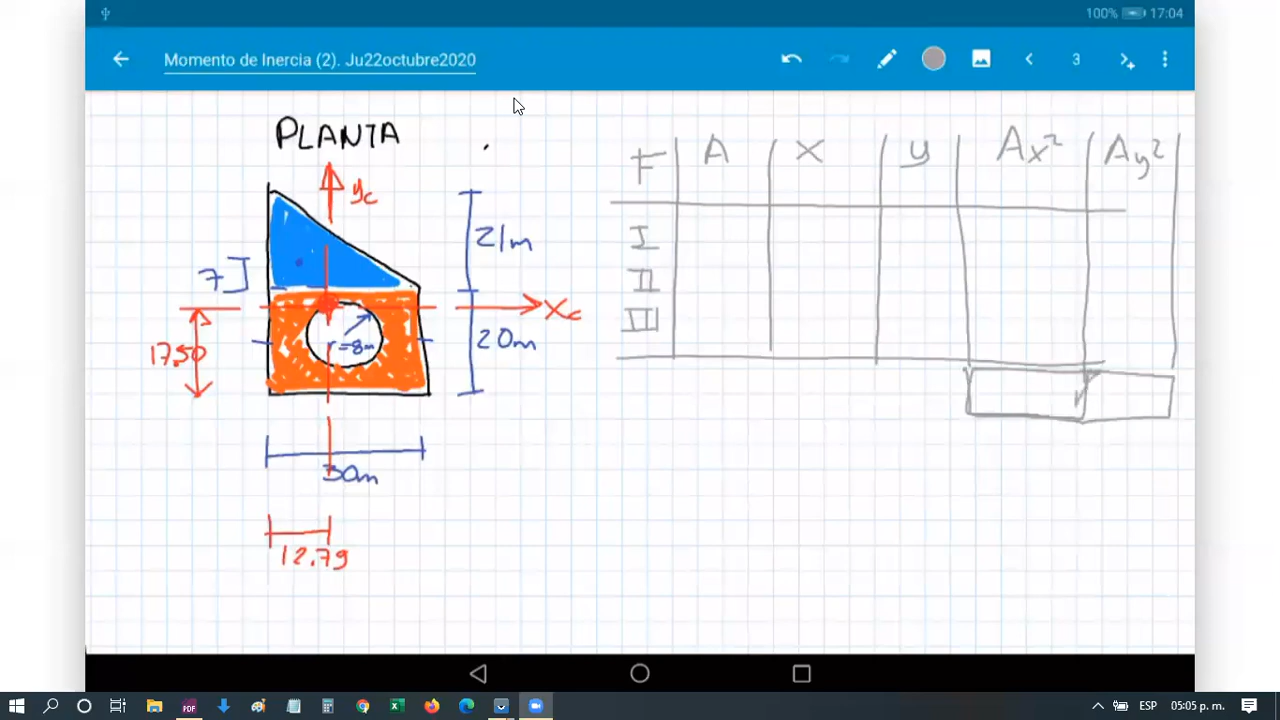 100% 17:04
Momento de Inercia (2). Ju22octubre2020
3
PLANTA
yc
21m
7
xc
17.50
r=8m
20m
30m
12.79
F A X y Ax² Ay²
I
II
III
PDF
ESP 05:05 p. m.